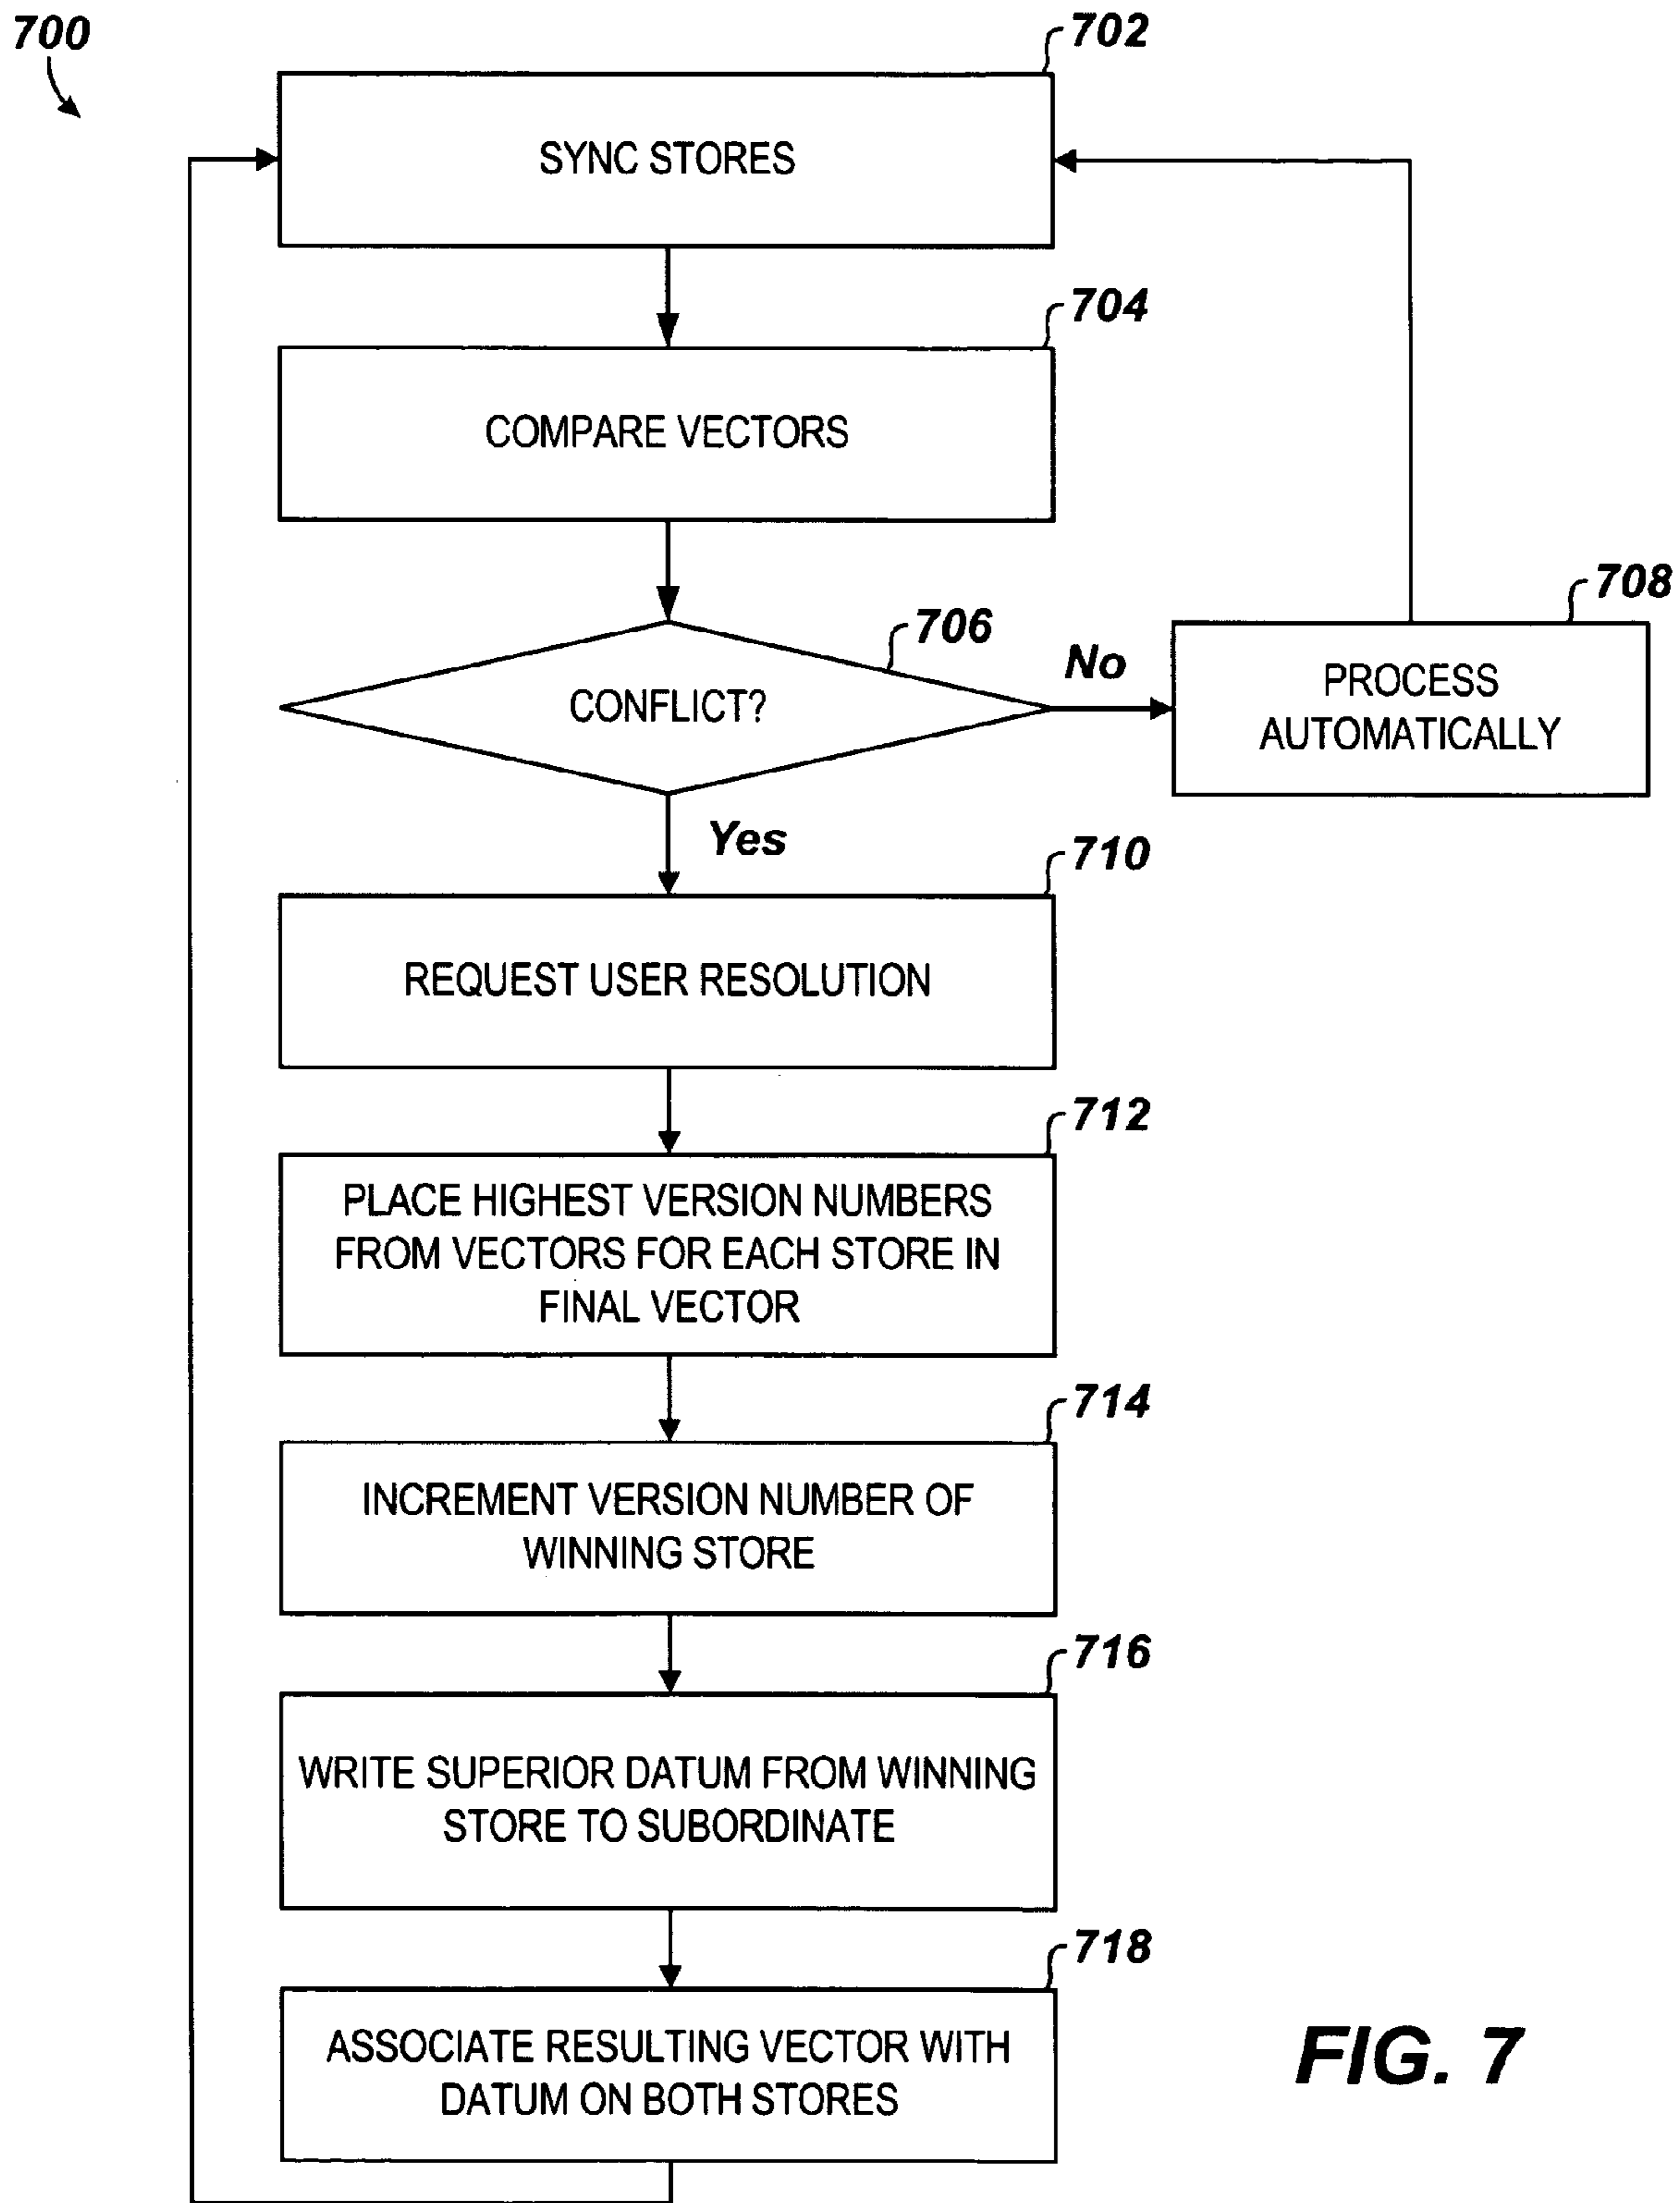 700
702
SYNC STORES
704
COMPARE VECTORS
706
CONFLICT?
No
708
PROCESS
AUTOMATICALLY
Yes
710
REQUEST USER RESOLUTION
712
PLACE HIGHEST VERSION NUMBERS
FROM VECTORS FOR EACH STORE IN
FINAL VECTOR
714
INCREMENT VERSION NUMBER OF
WINNING STORE
716
WRITE SUPERIOR DATUM FROM WINNING
STORE TO SUBORDINATE
718
ASSOCIATE RESULTING VECTOR WITH
DATUM ON BOTH STORES
FIG. 7